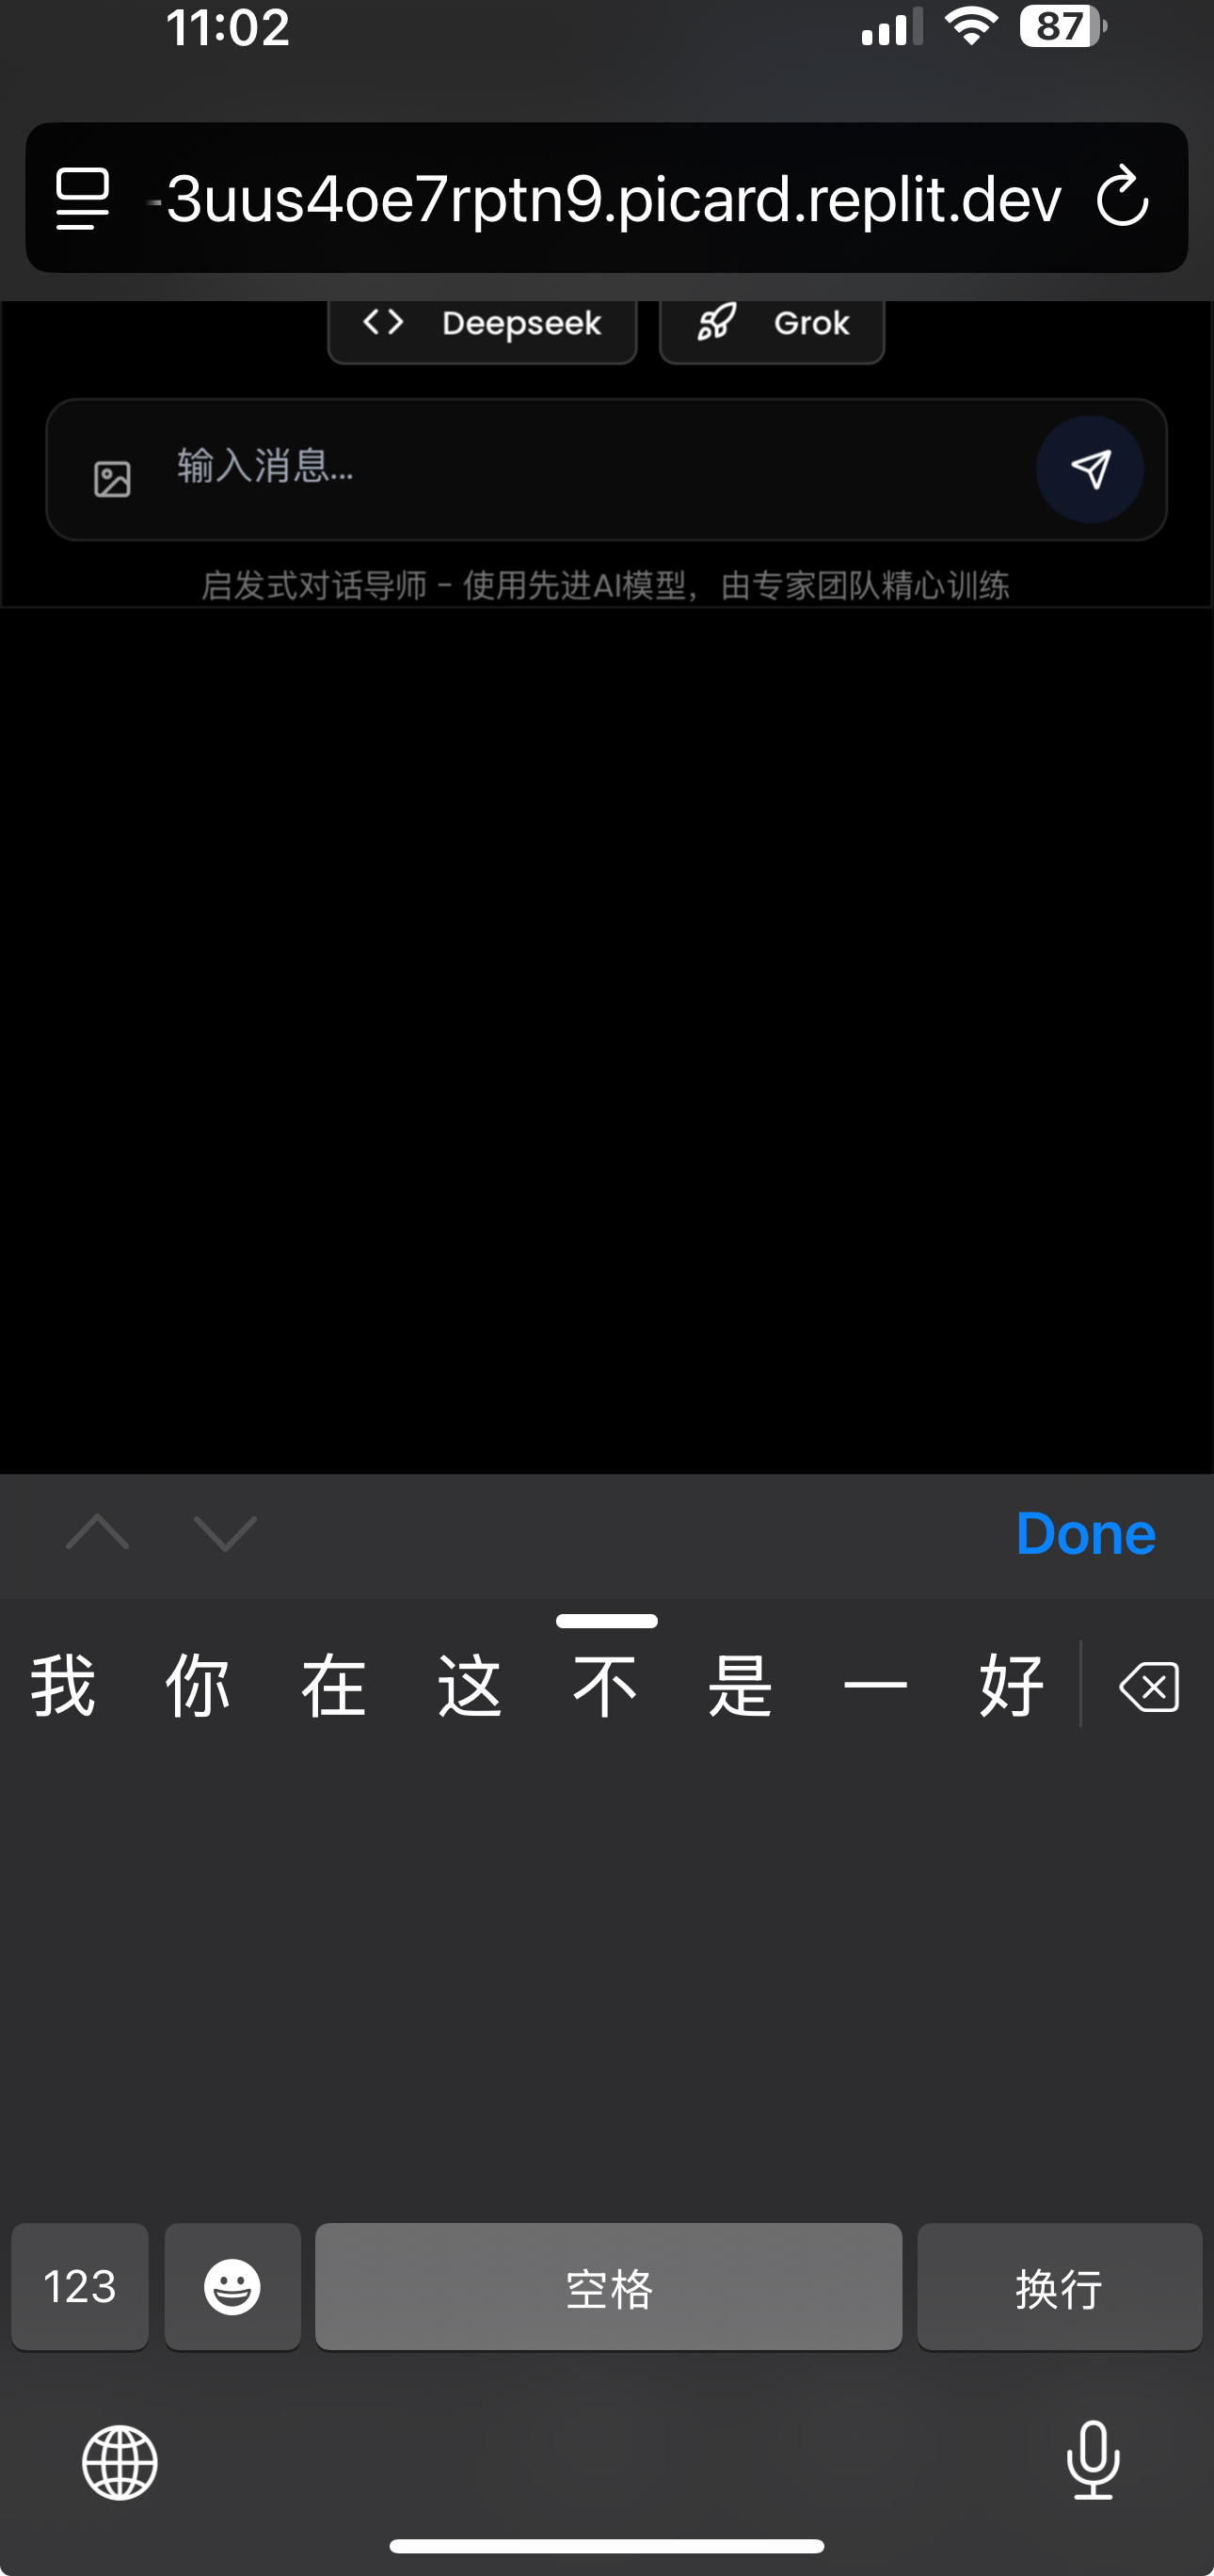 11:02
87
-3uus4oe7rptn9.picard.replit.dev
Deepseek
Grok
输入消息...
启发式对话导师 - 使用先进AI模型，由专家团队精心训练
Done
我 你 在 这 不 是 一 好
123
空格
换行